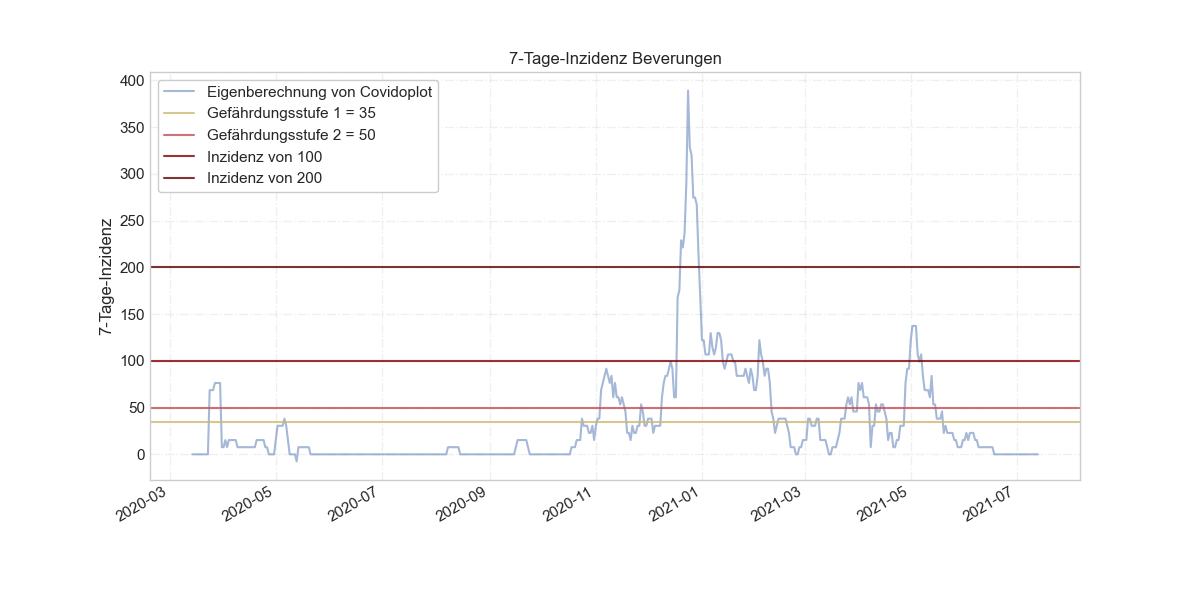 7-Tage-Inzidenz Beverungen
400
350
300
250
200
150
100
50
0
7-Tage-Inzidenz
Eigenberechnung von Covidoplot
Gefährdungsstufe 1 = 35
Gefährdungsstufe 2 = 50
Inzidenz von 100
Inzidenz von 200
2020-03
2020-05
2020-07
2020-09
2020-11
2021-01
2021-03
2021-05
2021-07